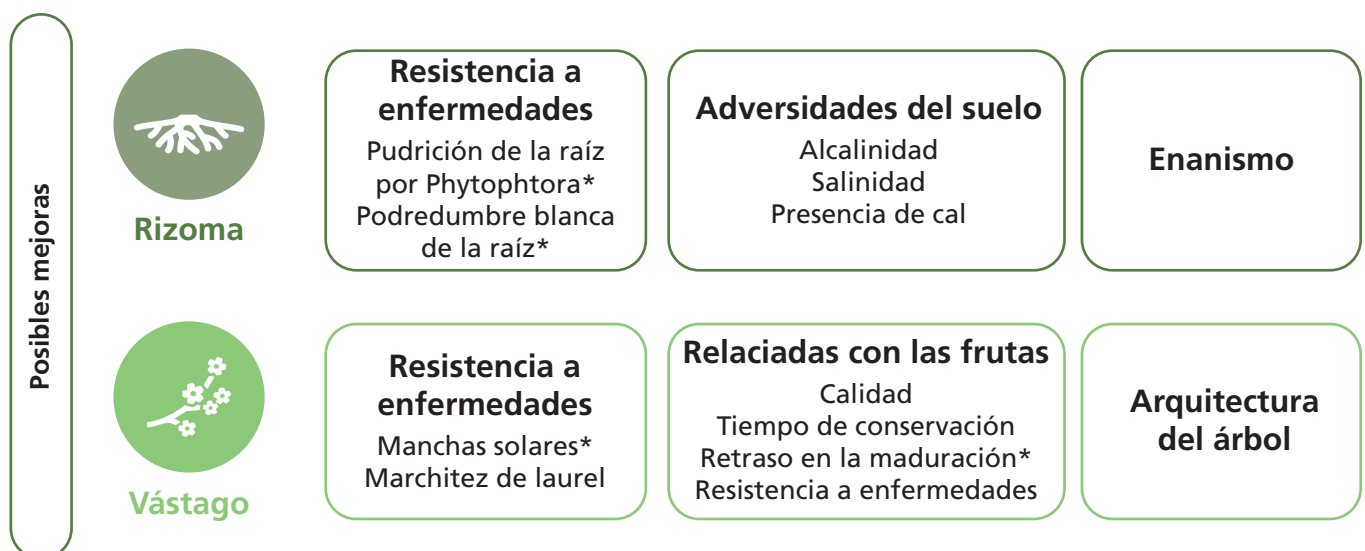 Posibles mejoras
Rizoma
Resistencia a
enfermedades
Pudrición de la raíz
por Phytophtora*
Podredumbre blanca
de la raíz*
Adversidades del suelo
Alcalinidad
Salinidad
Presencia de cal
Enanismo
Vástago
Resistencia a
enfermedades
Manchas solares*
Marchitez de laurel
Relaciadas con las frutas
Calidad
Tiempo de conservación
Retraso en la maduración*
Resistencia a enfermedades
Arquitectura
del árbol